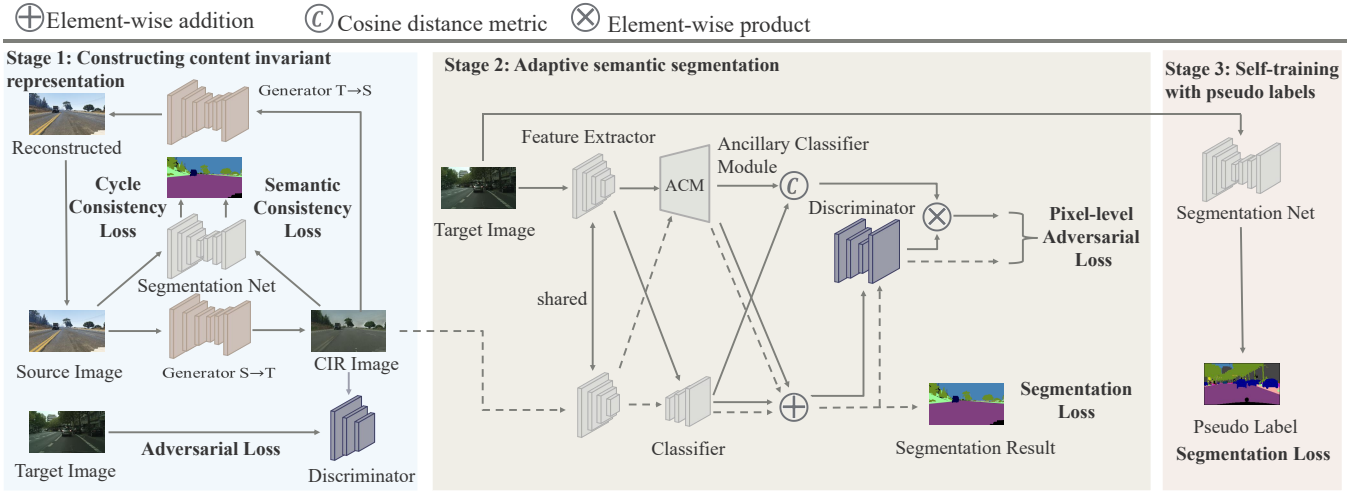 Element-wise addition
C Cosine distance metric
Element-wise product
Stage 1: Constructing content invariant
representation
Generator T→S
Reconstructed
Cycle
Consistency
Loss
Semantic
Consistency
Loss
Segmentation Net
Source Image
Generator S→T
CIR Image
Target Image
Adversarial Loss
Discriminator
Stage 2: Adaptive semantic segmentation
Feature Extractor
Ancillary Classifier
Module
ACM
C
Target Image
Discriminator
Pixel-level
Adversarial
Loss
shared
Classifier
Segmentation Result
Segmentation
Loss
Stage 3: Self-training
with pseudo labels
Segmentation Net
Pseudo Label
Segmentation Loss